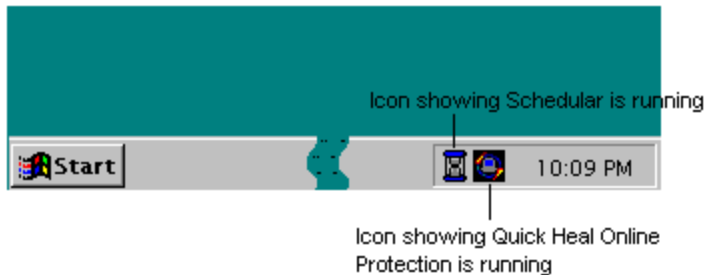 Icon showing Schedular is running
Start
10:09 PM
Icon showing Quick Heal Online
Protection is running